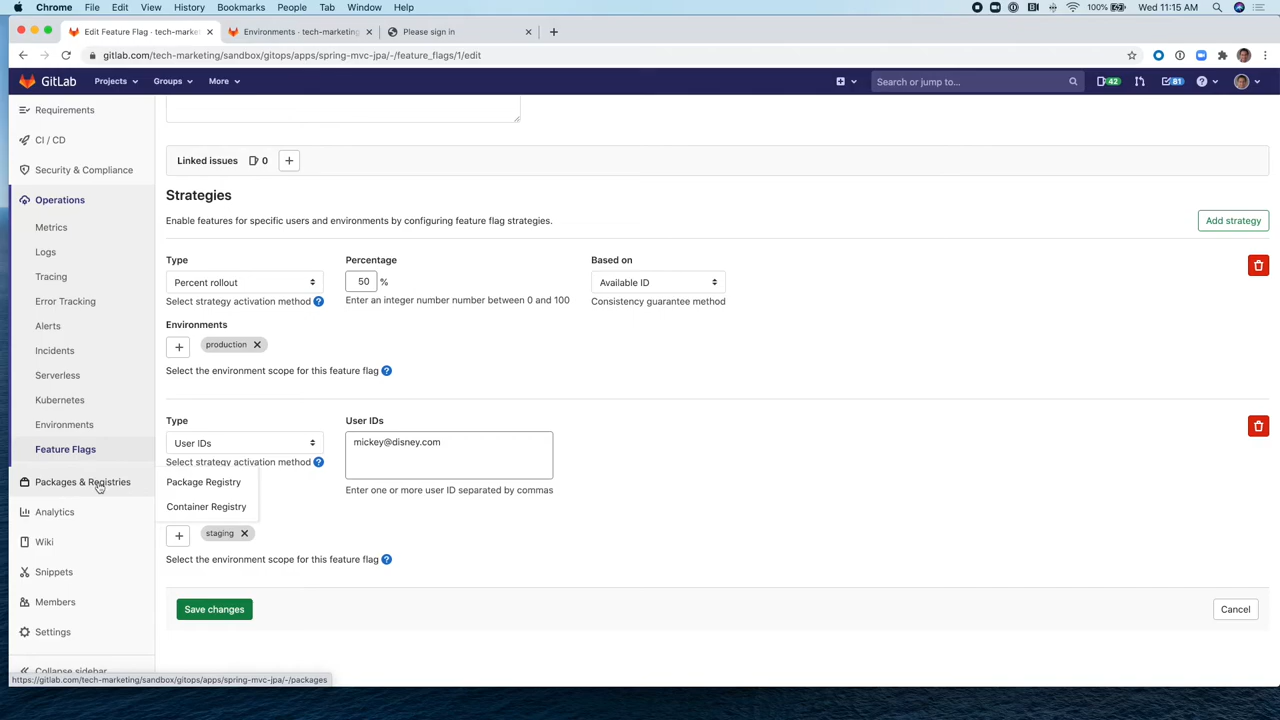 Chrome File Edit View History Bookmarks People Tab Window Help
100% Wed 11:15 AM
Edit Feature Flag · tech-market
Environments · tech-marketing
Please sign in
gitlab.com/tech-marketing/sandbox/gitops/apps/spring-mvc-jpa/-/feature_flags/1/edit
GitLab Projects Groups More
Search or jump to...
42
81
Requirements
CI / CD
Security & Compliance
Operations
Metrics
Logs
Tracing
Error Tracking
Alerts
Incidents
Serverless
Kubernetes
Environments
Feature Flags
Packages & Registries
Package Registry
Container Registry
Analytics
Wiki
Snippets
Members
Settings
Collapse sidebar
https://gitlab.com/tech-marketing/sandbox/gitops/apps/spring-mvc-jpa/-/packages
Linked issues 0
Strategies
Enable features for specific users and environments by configuring feature flag strategies.
Add strategy
Type Percentage Based on
Percent rollout 50 % Available ID
Select strategy activation method ? Enter an integer number number between 0 and 100 Consistency guarantee method
Environments
production
Select the environment scope for this feature flag ?
Type User IDs
User IDs mickey@disney.com
Select strategy activation method ?
Enter one or more user ID separated by commas
staging
Select the environment scope for this feature flag ?
Save changes
Cancel